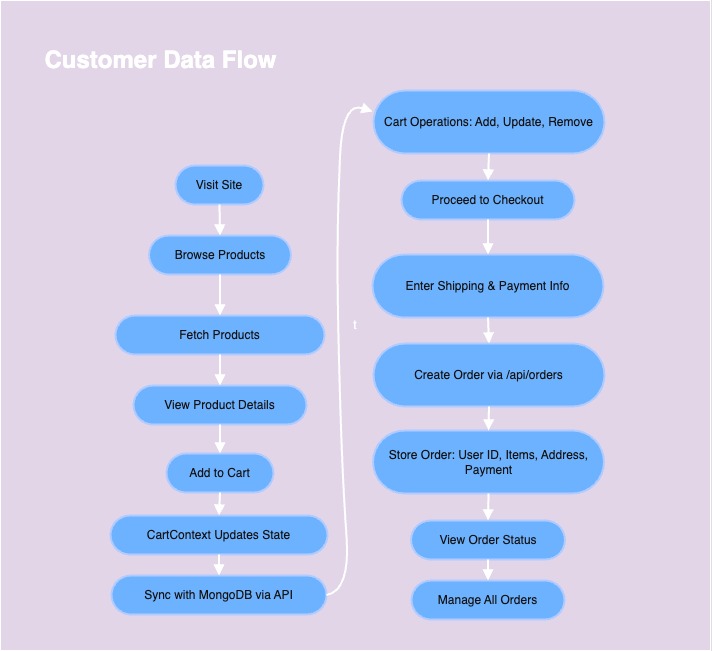 Customer Data Flow
Visit Site
Browse Products
Fetch Products
View Product Details
Add to Cart
CartContext Updates State
Sync with MongoDB via API
t
Cart Operations: Add, Update, Remove
Proceed to Checkout
Enter Shipping & Payment Info
Create Order via /api/orders
Store Order: User ID, Items, Address,
Payment
View Order Status
Manage All Orders